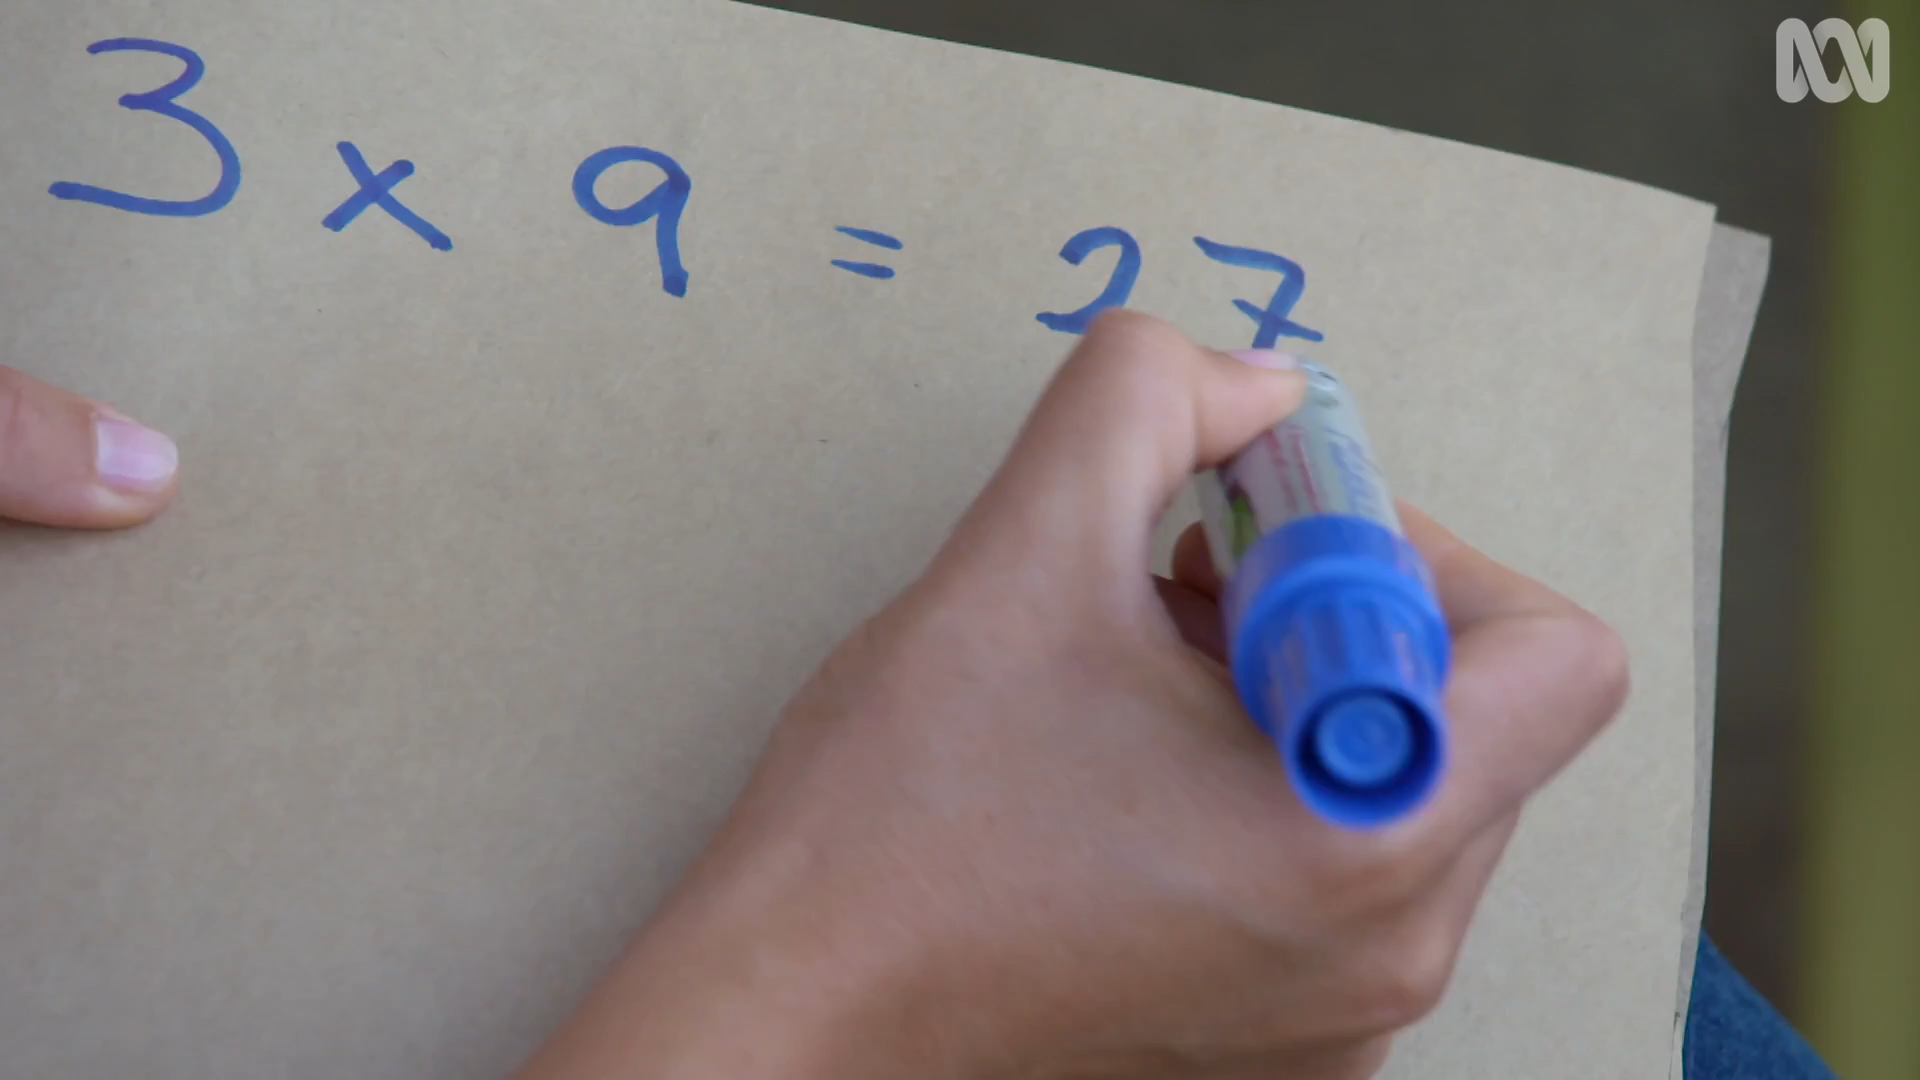 3 x 9 = 27